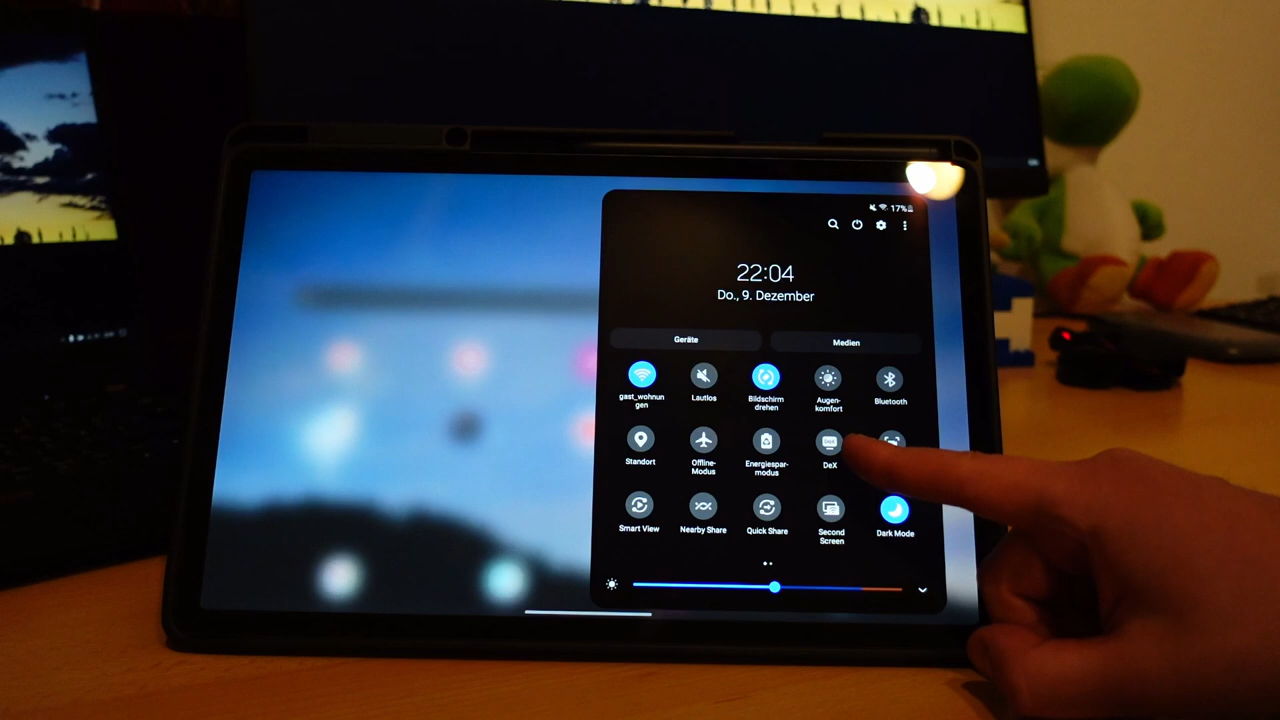 17%
22:04
Do., 9. Dezember
Geräte
Medien
gast_wohnun
gen
Lautlos
Bildschirm
drehen
Augen-
komfort
Bluetooth
Standort
Offline-
Modus
Energiespar-
modus
DeX
Smart View
Nearby Share
Quick Share
Second
Screen
Dark Mode